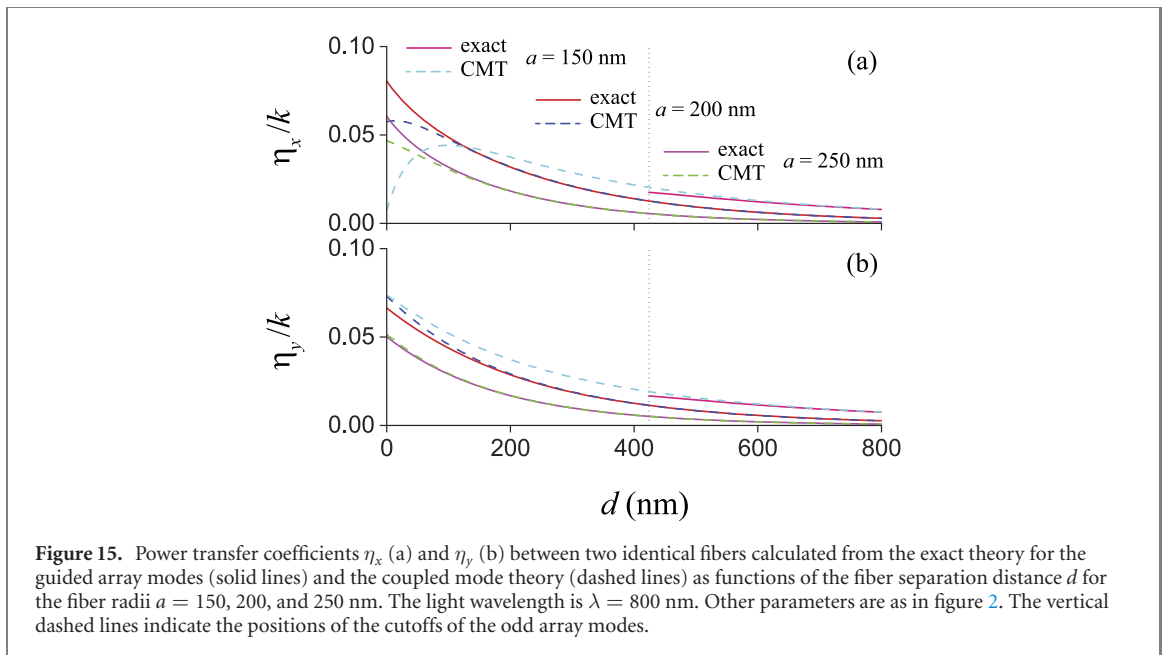 0.10
exact
CMT
a = 150 nm
(a)
exact
CMT
a = 200 nm
0.05
ηx/k
exact
CMT
a = 250 nm
0.00
0.10
(b)
0.05
ηy/k
0.00
0 200 400 600 800
d (nm)
Figure 15. Power transfer coefficients ηx (a) and ηy (b) between two identical fibers calculated from the exact theory for the
guided array modes (solid lines) and the coupled mode theory (dashed lines) as functions of the fiber separation distance d for
the fiber radii a = 150, 200, and 250 nm. The light wavelength is λ = 800 nm. Other parameters are as in figure 2. The vertical
dashed lines indicate the positions of the cutoffs of the odd array modes.